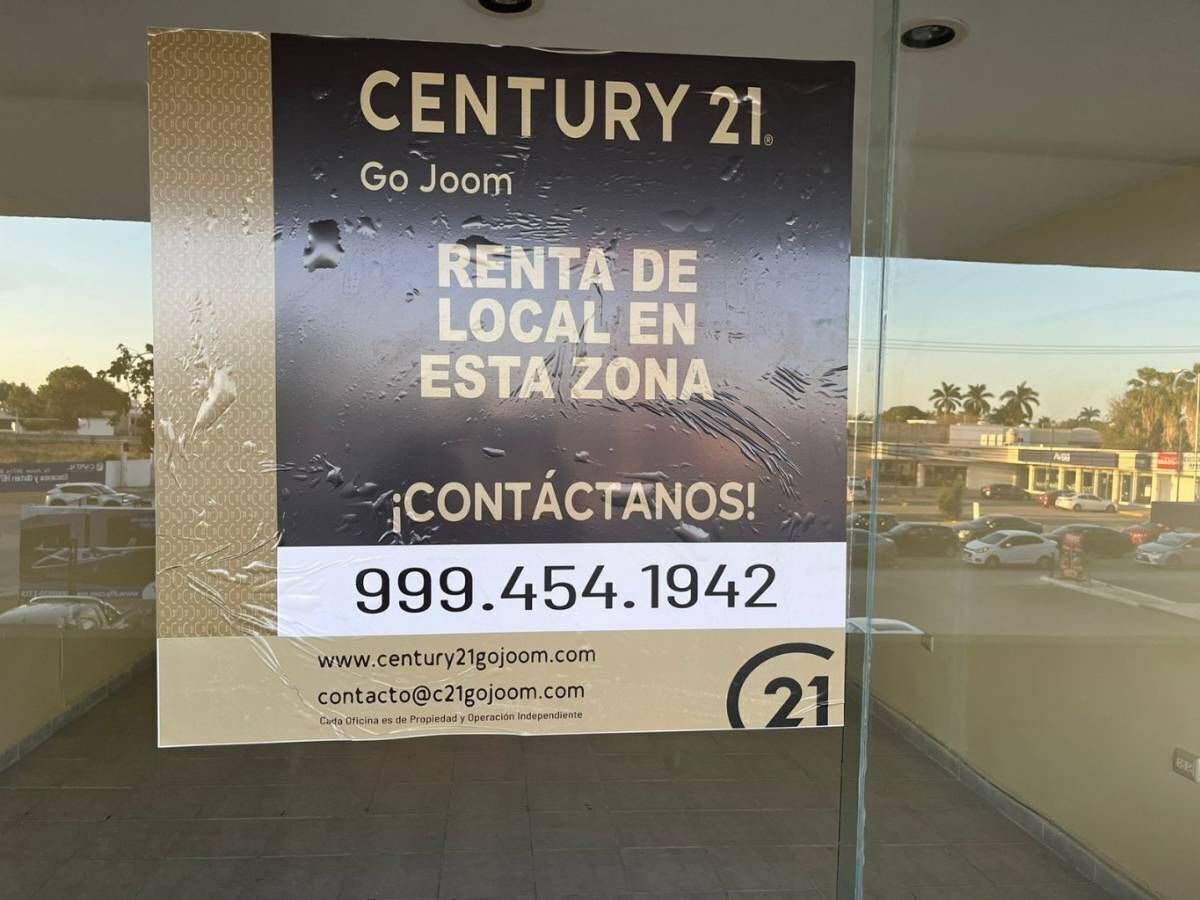 CENTURY 21®
Go Joom
RENTA DE
LOCAL EN
ESTA ZONA
¡CONTÁCTANOS!
999.454.1942
www.century21gojoom.com
contacto@c21gojoom.com
Cada Oficina es de Propiedad y Operación Independiente
C21